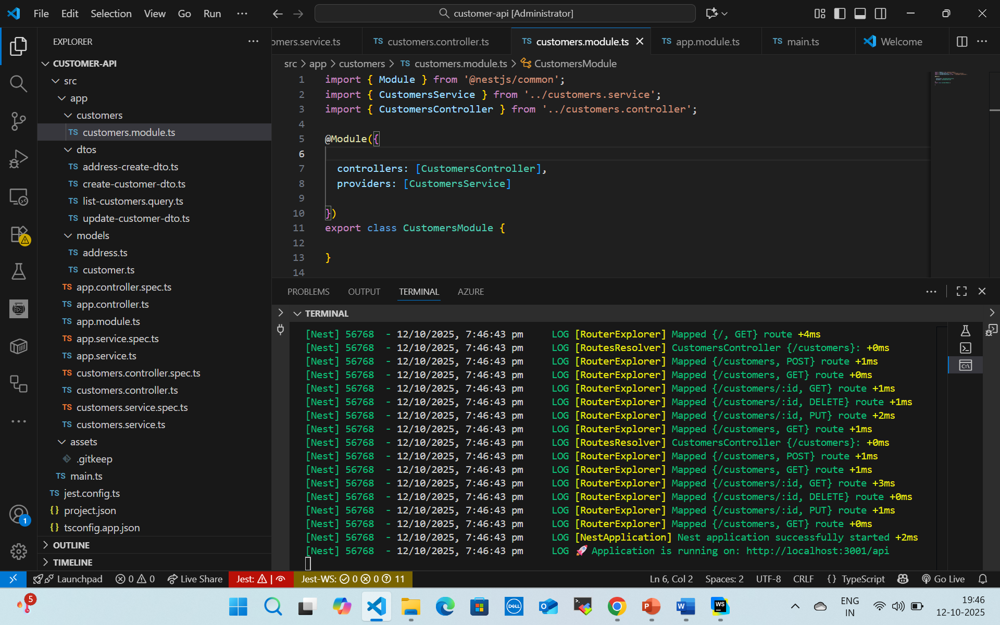 File Edit Selection View Go Run
customer-api [Administrator]
EXPLORER
CUSTOMER-API
src
app
customers
TS customers.module.ts
dtos
TS address-create-dto.ts
TS create-customer-dto.ts
TS list-customers.query.ts
TS update-customer-dto.ts
models
TS address.ts
TS customer.ts
TS app.controller.spec.ts
TS app.controller.ts
TS app.module.ts
TS app.service.spec.ts
TS app.service.ts
TS customers.controller.spec.ts
TS customers.controller.ts
TS customers.service.spec.ts
TS customers.service.ts
assets
.gitkeep
TS main.ts
TS jest.config.ts
{} project.json
{} tsconfig.app.json
OUTLINE
TIMELINE
1
omers.service.ts TS customers.controller.ts TS customers.module.ts TS app.module.ts TS main.ts Welcome
src > app > customers > TS customers.module.ts > CustomersModule
1 import { Module } from '@nestjs/common';
2 import { CustomersService } from '../customers.service';
3 import { CustomersController } from '../customers.controller';
4
5 @Module({
6
7 controllers: [CustomersController],
8 providers: [CustomersService]
9
10 })
11 export class CustomersModule {
12
13 }
14
PROBLEMS OUTPUT TERMINAL AZURE
TERMINAL
[Nest] 56768 - 12/10/2025, 7:46:43 pm LOG [RouterExplorer] Mapped {/, GET} route +4ms
[Nest] 56768 - 12/10/2025, 7:46:43 pm LOG [RoutesResolver] CustomersController {/customers}: +0ms
[Nest] 56768 - 12/10/2025, 7:46:43 pm LOG [RouterExplorer] Mapped {/customers, POST} route +1ms
[Nest] 56768 - 12/10/2025, 7:46:43 pm LOG [RouterExplorer] Mapped {/customers, GET} route +0ms
[Nest] 56768 - 12/10/2025, 7:46:43 pm LOG [RouterExplorer] Mapped {/customers/:id, GET} route +1ms
[Nest] 56768 - 12/10/2025, 7:46:43 pm LOG [RouterExplorer] Mapped {/customers/:id, DELETE} route +1ms
[Nest] 56768 - 12/10/2025, 7:46:43 pm LOG [RouterExplorer] Mapped {/customers/:id, PUT} route +2ms
[Nest] 56768 - 12/10/2025, 7:46:43 pm LOG [RouterExplorer] Mapped {/customers, GET} route +1ms
[Nest] 56768 - 12/10/2025, 7:46:43 pm LOG [RoutesResolver] CustomersController {/customers}: +0ms
[Nest] 56768 - 12/10/2025, 7:46:43 pm LOG [RouterExplorer] Mapped {/customers, POST} route +1ms
[Nest] 56768 - 12/10/2025, 7:46:43 pm LOG [RouterExplorer] Mapped {/customers, GET} route +1ms
[Nest] 56768 - 12/10/2025, 7:46:43 pm LOG [RouterExplorer] Mapped {/customers/:id, GET} route +3ms
[Nest] 56768 - 12/10/2025, 7:46:43 pm LOG [RouterExplorer] Mapped {/customers/:id, DELETE} route +0ms
[Nest] 56768 - 12/10/2025, 7:46:43 pm LOG [RouterExplorer] Mapped {/customers/:id, PUT} route +1ms
[Nest] 56768 - 12/10/2025, 7:46:43 pm LOG [RouterExplorer] Mapped {/customers, GET} route +0ms
[Nest] 56768 - 12/10/2025, 7:46:43 pm LOG [NestApplication] Nest application successfully started +2ms
[Nest] 56768 - 12/10/2025, 7:46:43 pm LOG 🚀 Application is running on: http://localhost:3001/api
Launchpad 0 0 Live Share Jest: | Jest-WS: 0 0 11 Ln 6, Col 2 Spaces: 2 UTF-8 CRLF {} TypeScript Go Live
5 ENG 19:46
IN 12-10-2025